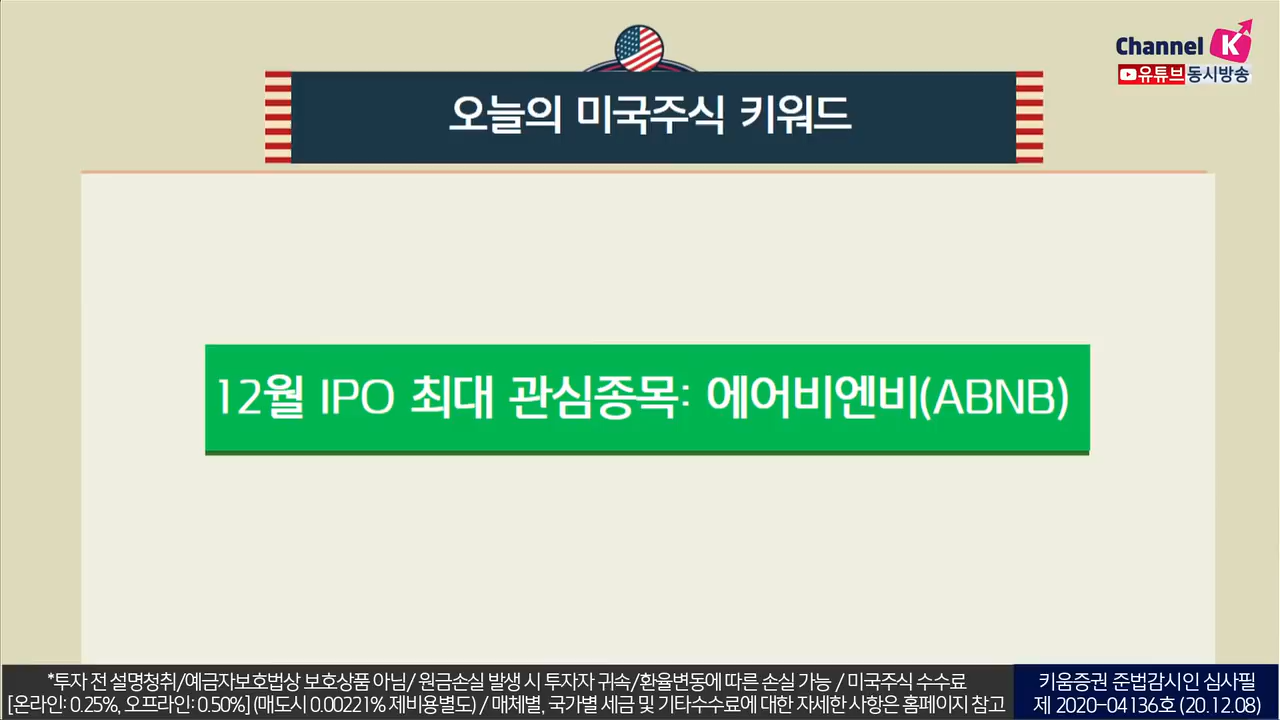 Channel K
유튜브 동시방송
오늘의 미국주식 키워드
12월 IPO 최대 관심종목: 에어비엔비(ABNB)
*투자 전 설명청취/예금자보호법상 보호상품 아님/ 원금손실 발생 시 투자자 귀속/환율변동에 따른 손실 가능 / 미국주식 수수료
[온라인: 0.25%, 오프라인: 0.50%] (매도시 0.00221% 제비용별도) / 매체별, 국가별 세금 및 기타수수료에 대한 자세한 사항은 홈페이지 참고
키움증권 준법감시인 심사필
제 2020-04136호 (20.12.08)